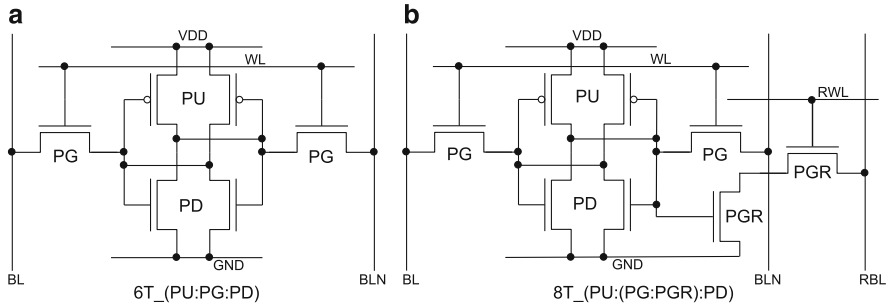 a
VDD
WL
PU
PG
PG
PD
GND
BL
BLN
6T_(PU:PG:PD)
b
VDD
WL
RWL
PU
PG
PG
PGR
PD
PGR
GND
BL
BLN
RBL
8T_(PU:(PG:PGR):PD)